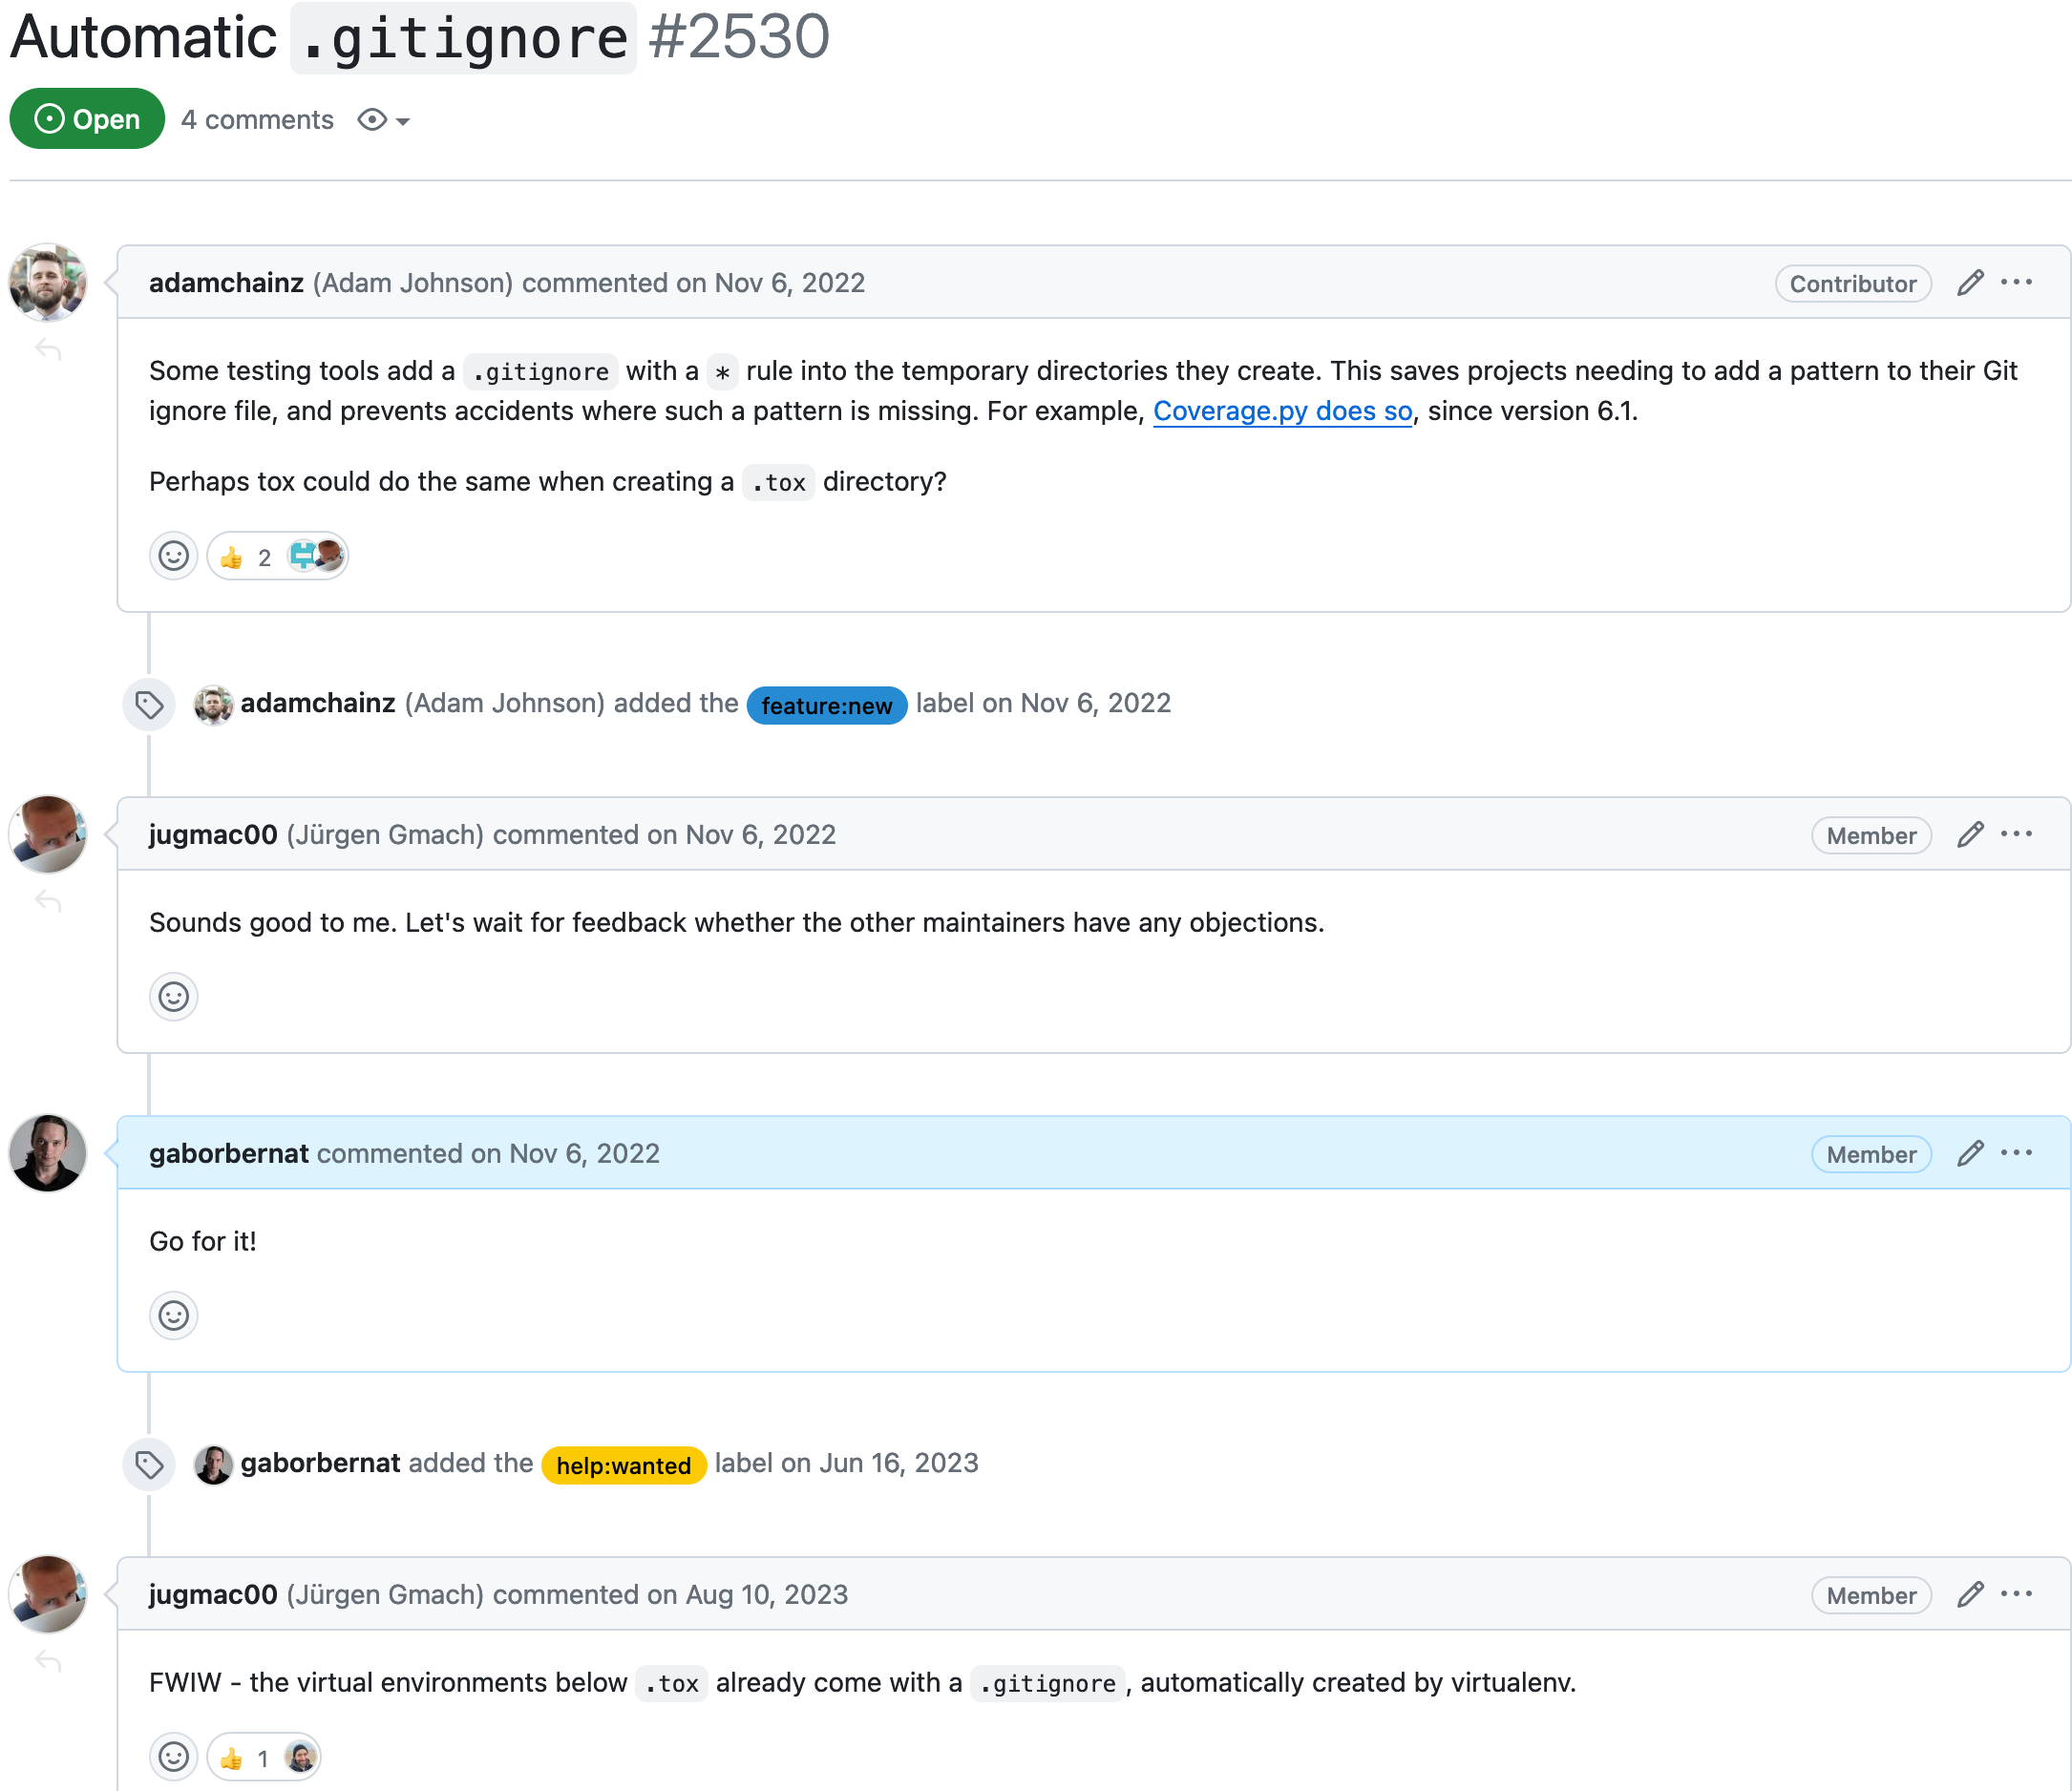 Automatic .gitignore #2530
Open 4 comments
adamchainz (Adam Johnson) commented on Nov 6, 2022 Contributor
Some testing tools add a .gitignore with a * rule into the temporary directories they create. This saves projects needing to add a pattern to their Git
ignore file, and prevents accidents where such a pattern is missing. For example, Coverage.py does so, since version 6.1.
Perhaps tox could do the same when creating a .tox directory?
👍 2
adamchainz (Adam Johnson) added the feature:new label on Nov 6, 2022
jugmac00 (Jürgen Gmach) commented on Nov 6, 2022 Member
Sounds good to me. Let's wait for feedback whether the other maintainers have any objections.
gaborbernat commented on Nov 6, 2022 Member
Go for it!
gaborbernat added the help:wanted label on Jun 16, 2023
jugmac00 (Jürgen Gmach) commented on Aug 10, 2023 Member
FWIW - the virtual environments below .tox already come with a .gitignore, automatically created by virtualenv.
👍 1